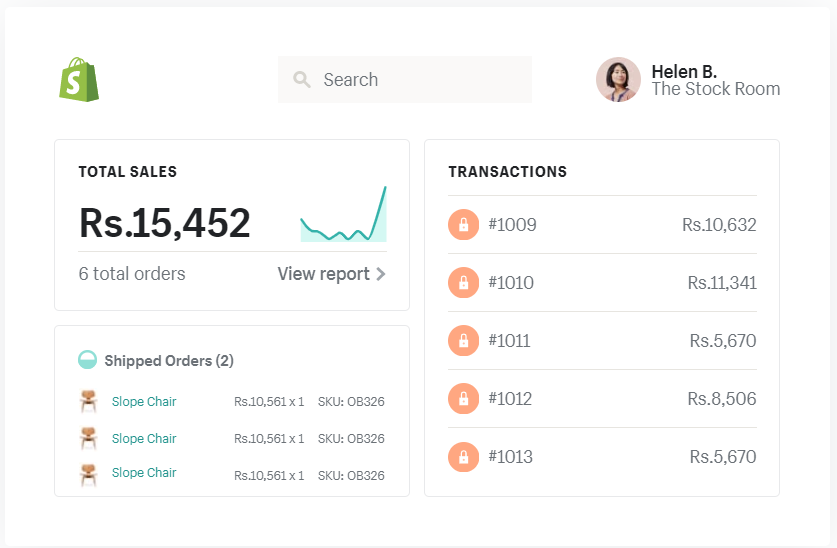 S
Search
Helen B.
The Stock Room
TOTAL SALES
Rs.15,452
6 total orders
View report
Shipped Orders (2)
Slope Chair Rs.10,561 x 1 SKU: OB326
Slope Chair Rs.10,561 x 1 SKU: OB326
Slope Chair Rs.10,561 x 1 SKU: OB326
TRANSACTIONS
#1009 Rs.10,632
#1010 Rs.11,341
#1011 Rs.5,670
#1012 Rs.8,506
#1013 Rs.5,670